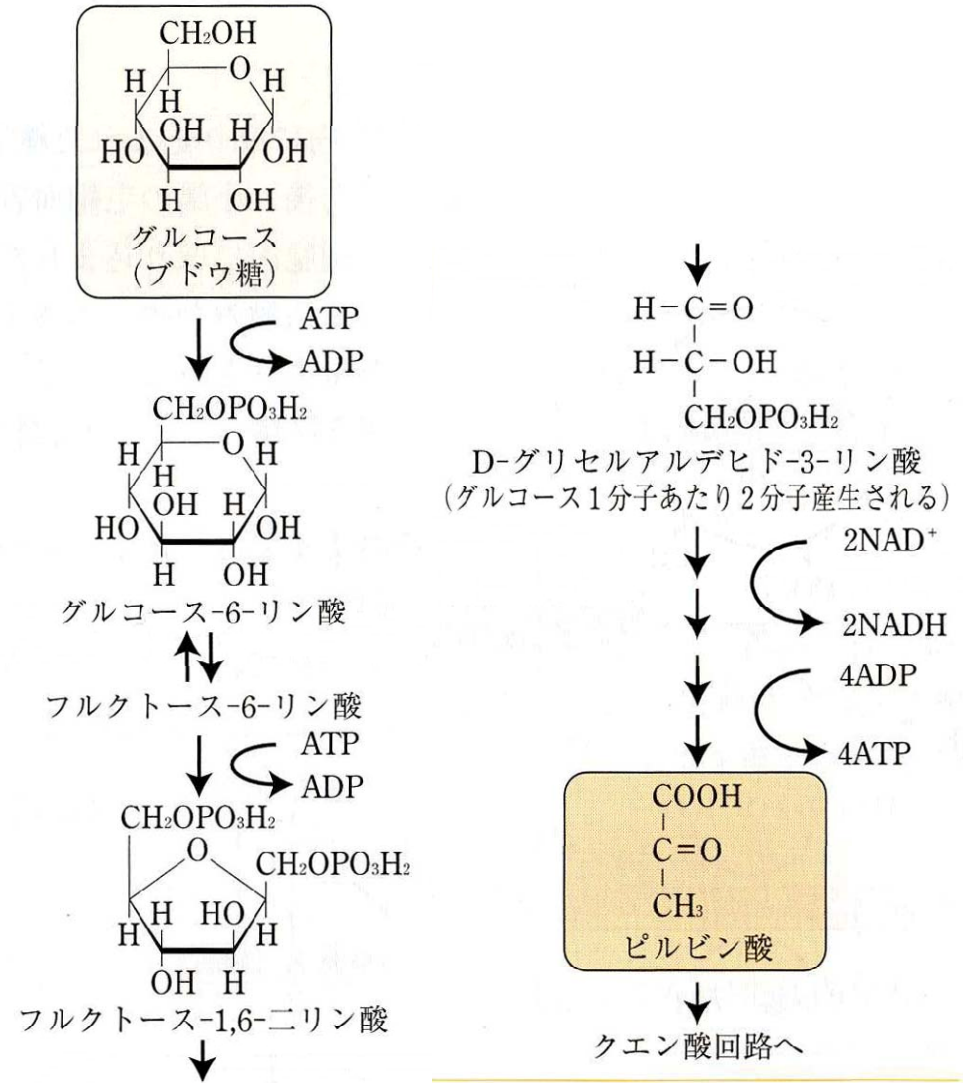 CH₂OH
O
H
H
H
OH
H
HO
OH
H
OH
グルコース
(ブドウ糖)
ATP
ADP
CH₂OPO₃H₂
O
H
H
H
OH
H
HO
OH
H
OH
グルコース-6-リン酸
フルクトース-6-リン酸
ATP
ADP
CH₂OPO₃H₂
O
CH₂OPO₃H₂
H
HO
H
H
OH
H
フルクトース-1,6-二リン酸
H-C=O
H-C-OH
CH₂OPO₃H₂
D-グリセルアルデヒド-3-リン酸
(グルコース1分子あたり2分子産生される)
2NAD⁺
2NADH
4ADP
4ATP
COOH
C=O
CH₃
ピルビン酸
クエン酸回路へ